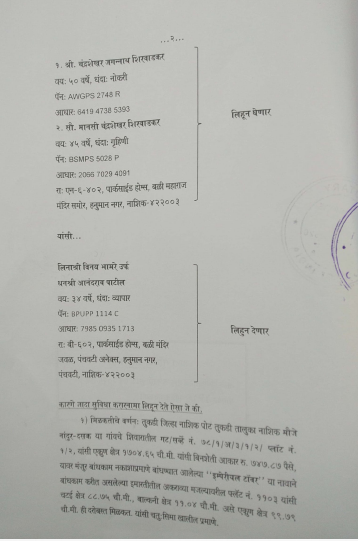 ...२...
१. श्री. चंद्रशेखर जगन्नाथ शिरवाडकर
वय: ५० वर्षे, धंदा: नोकरी
पॅन: AWGPS 2748 R
आधार: 6419 4738 5393
२. सौ. मानसी चंद्रशेखर शिरवाडकर
वय: ४५ वर्षे, धंदा: गृहिणी
पॅन: BSMPS 5028 P
आधार: 2066 7029 4091
रा: एन-६-४०२, पार्कसाईड होम्स, बळी महाराज
मंदिर समोर, हनुमान नगर, नाशिक-४२२००३
लिहून घेणार
यांसी...
विनय भामरे उर्फ
धनश्री आनंदराव पाटील
वय: ३४ वर्षे, धंदा: व्यापार
पॅन: BPUPP 1114 C
आधार: 7985 0935 1713
रा: बी-६०२, पार्कसाईड होम्स, बळी मंदिर
जवळ, पंचवटी अनेक्स, हनुमान नगर,
पंचवटी, नाशिक-४२२००३
लिहून देणार
कारणे जादा सुविधा करारनामा लिहून देते ऐसा जे की,
१) मिळकतीचे वर्णन: तुकडी जिल्हा नाशिक पोट तुकडी तालुका नाशिक मौजे
नांदुर-दसक या गांवचे शिवारातील गट/सर्व्हे नं. ७८/१/अ/३/१/२/ प्लॉट नं.
१/२, यांसी एकूण क्षेत्र १७०४.६५ चौ.मी. यांसी बिनशेती आकार रु. ७४७.८७ पैसे,
यावर मंजुर बांधकाम नकाशाप्रमाणे बांधण्यात आलेल्या "इम्पेरीयल टॉवर" या नावाने
बांधकाम करीत असलेल्या इमारतीतील अकराव्या मजल्यावरील फ्लॅट नं. ११०३ यांसी
चटई क्षेत्र ८८.७५ चौ.मी., बाल्कनी क्षेत्र ११.०४ चौ.मी. असे एकूण क्षेत्र ९९.७९
चौ.मी. ही दरोबस्त मिळकत. यांसी चतु:सिमा खालील प्रमाणे.